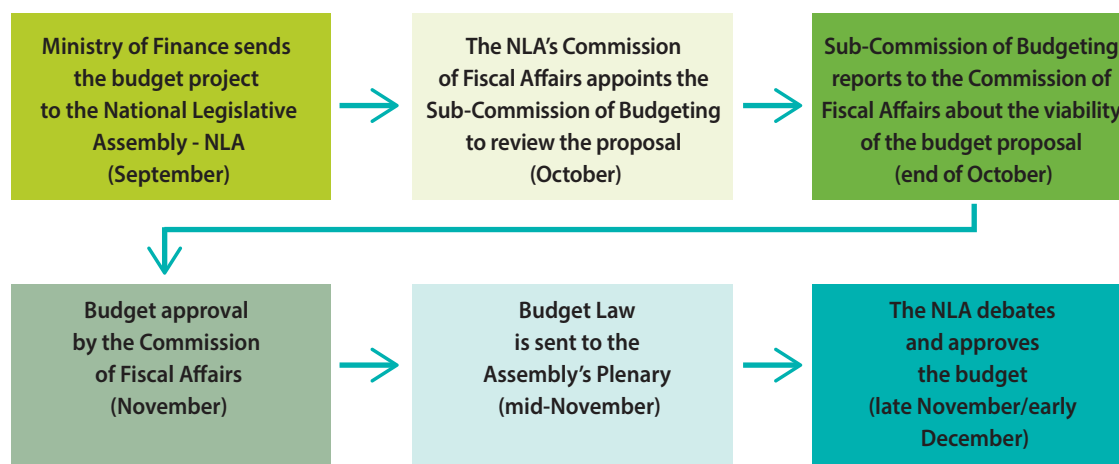 Ministry of Finance sends
the budget project
to the National Legislative
Assembly - NLA
(September)
The NLA's Commission
of Fiscal Affairs appoints the
Sub-Commission of Budgeting
to review the proposal
(October)
Sub-Commission of Budgeting
reports to the Commission of
Fiscal Affairs about the viability
of the budget proposal
(end of October)
Budget approval
by the Commission
of Fiscal Affairs
(November)
Budget Law
is sent to the
Assembly's Plenary
(mid-November)
The NLA debates
and approves
the budget
(late November/early
December)